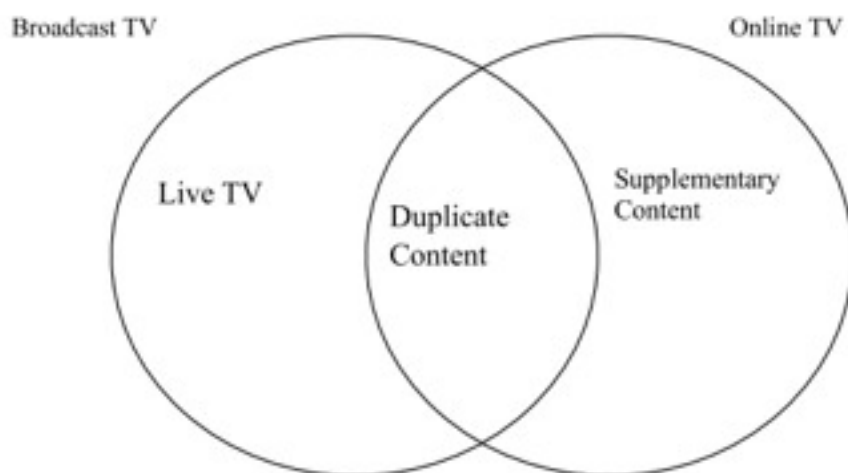 Broadcast TV
Online TV
Live TV
Duplicate
Content
Supplementary
Content